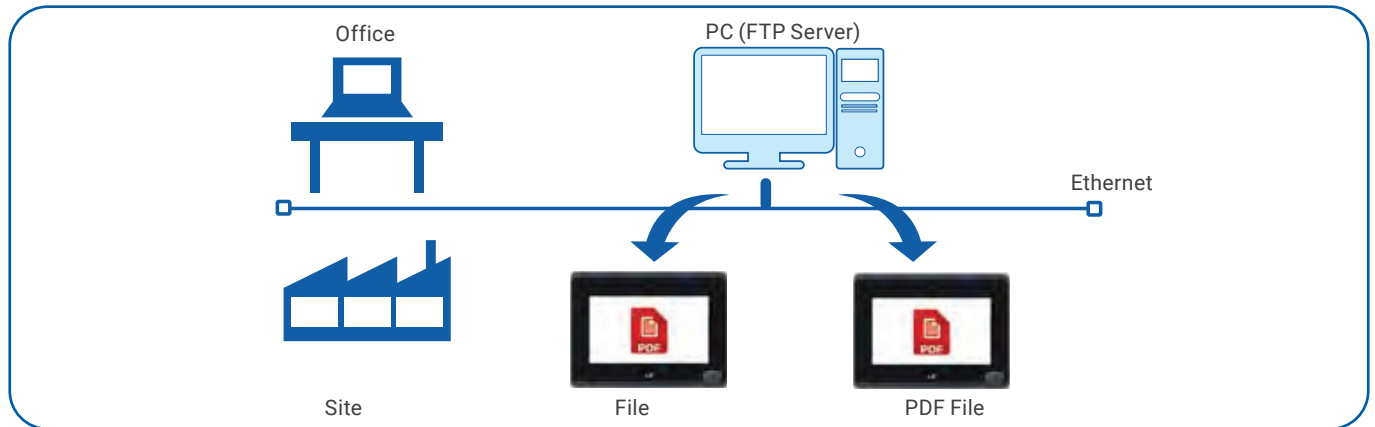 Office
PC (FTP Server)
Ethernet
PDF
PDF
Site
File
PDF File